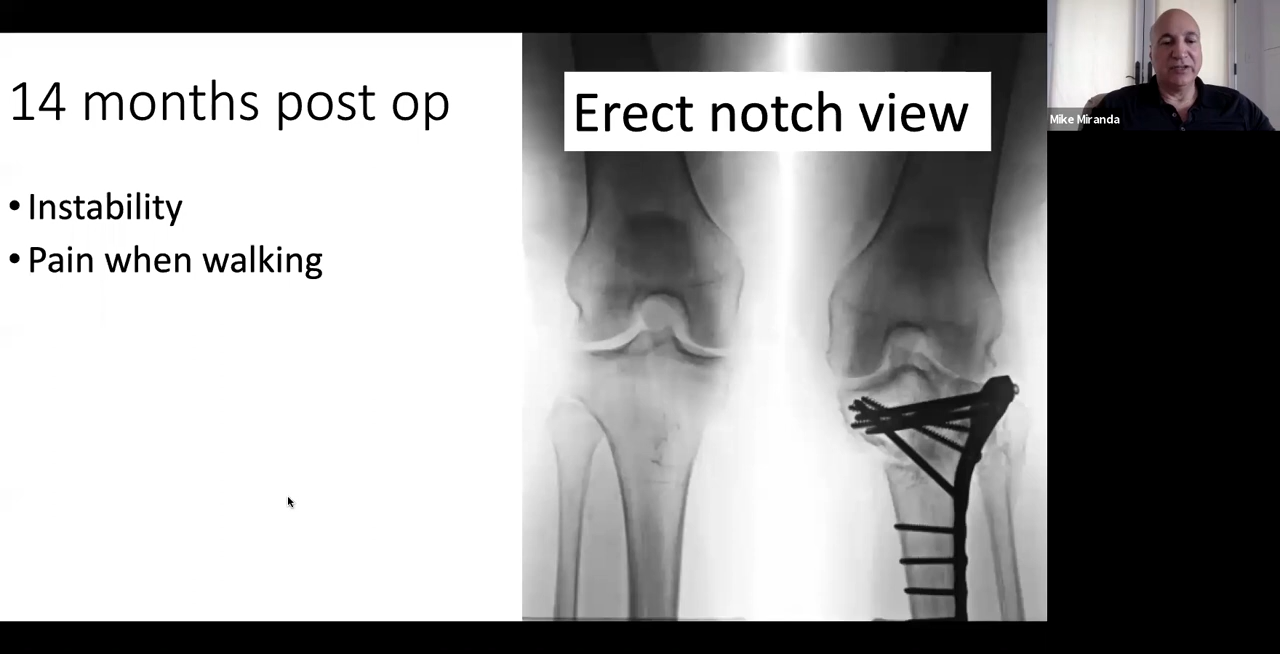 14 months post op
• Instability
• Pain when walking
Erect notch view
Mike Miranda